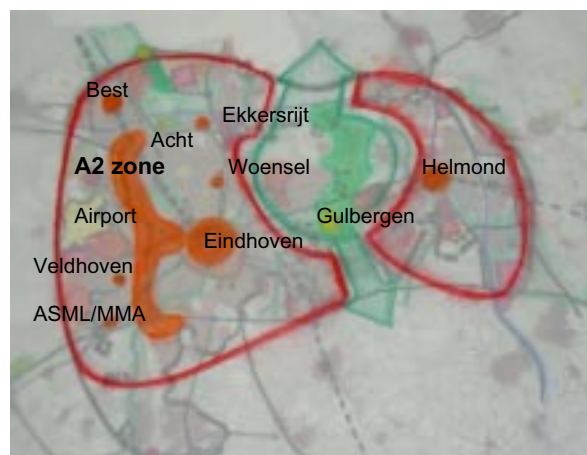 Best
Ekkersrijt
Acht
A2 zone
Woensel
Helmond
Airport
Gulbergen
Eindhoven
Veldhoven
ASML/MMA